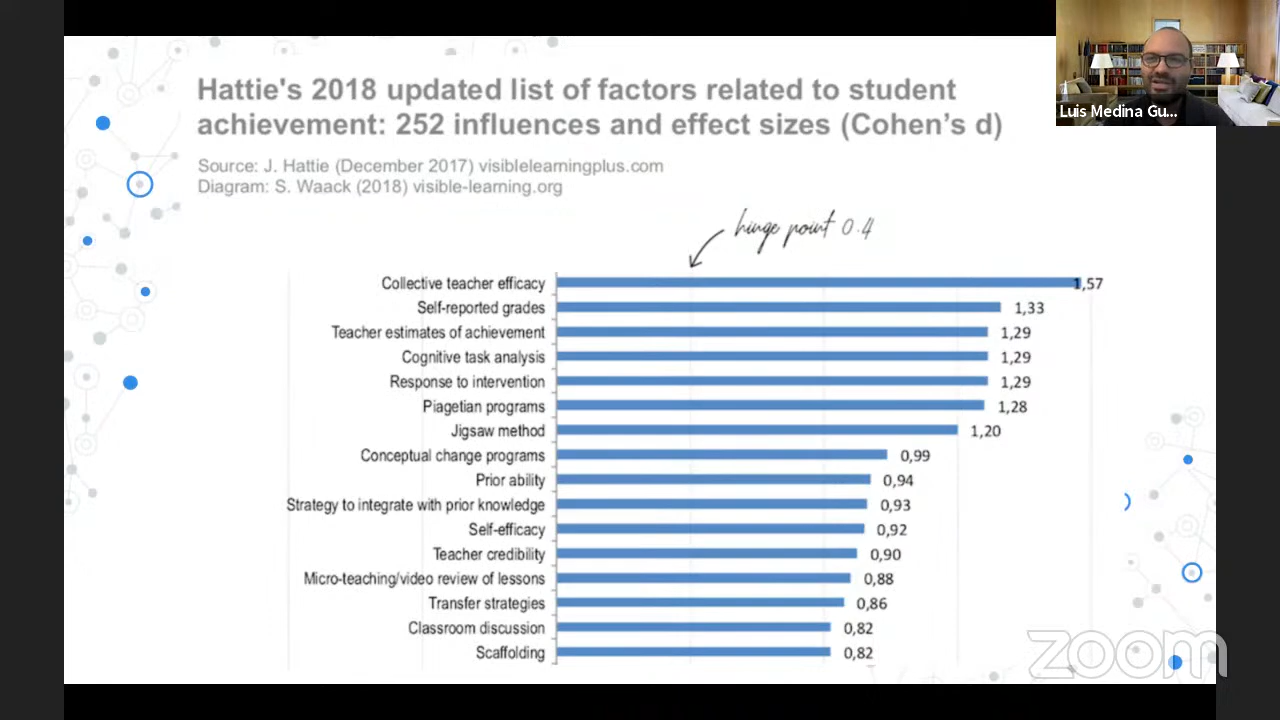 Luis Medina Gu...
Hattie's 2018 updated list of factors related to student
achievement: 252 influences and effect sizes (Cohen's d)
Source: J. Hattie (December 2017) visiblelearningplus.com
Diagram: S. Waack (2018) visible-learning.org
hinge point 0.4
Collective teacher efficacy 1,57
Self-reported grades 1,33
Teacher estimates of achievement 1,29
Cognitive task analysis 1,29
Response to intervention 1,29
Piagetian programs 1,28
Jigsaw method 1,20
Conceptual change programs 0,99
Prior ability 0,94
Strategy to integrate with prior knowledge 0,93
Self-efficacy 0,92
Teacher credibility 0,90
Micro-teaching/video review of lessons 0,88
Transfer strategies 0,86
Classroom discussion 0,82
Scaffolding 0,82
zoom